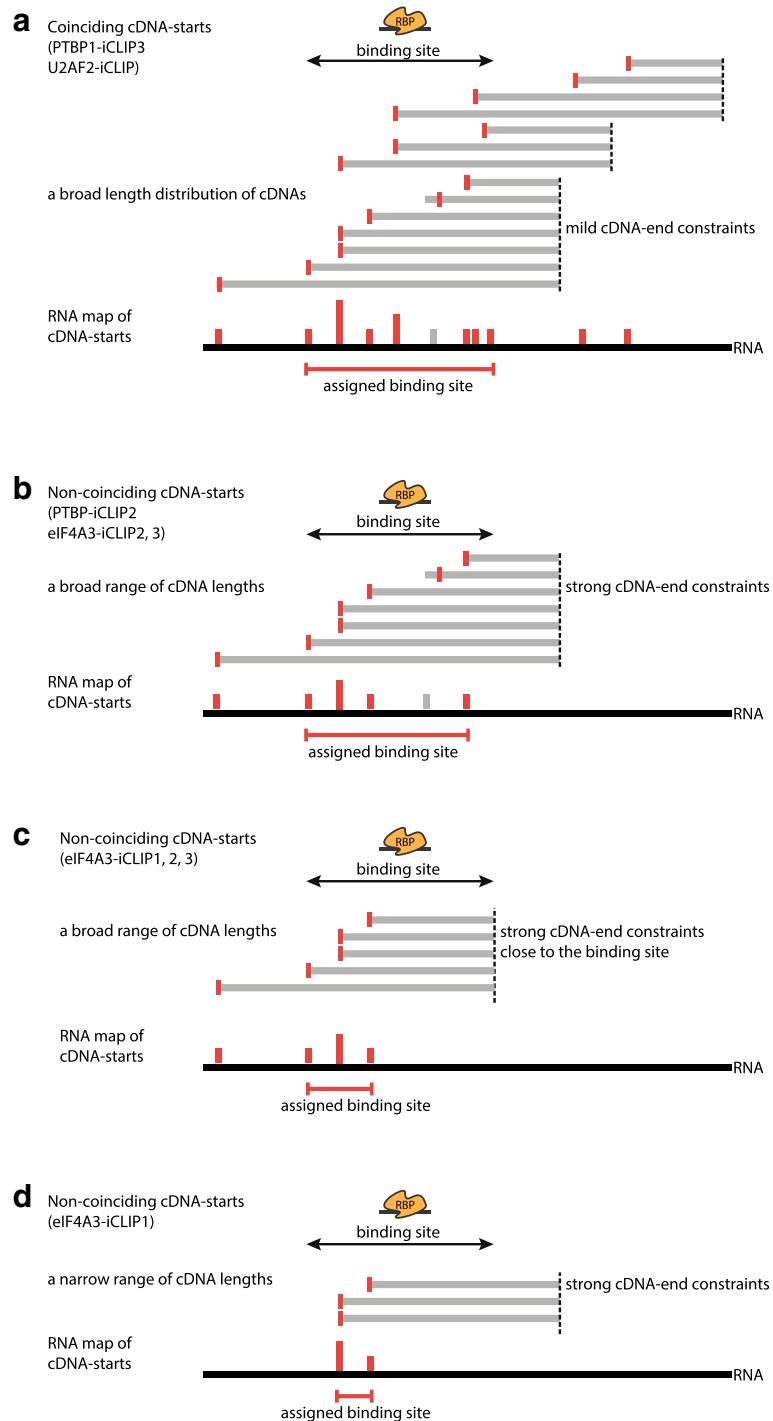 a
Coinciding cDNA-starts
(PTBP1-iCLIP3
U2AF2-iCLIP)
RBP
binding site
a broad length distribution of cDNAs
mild cDNA-end constraints
RNA map of
cDNA-starts
RNA
assigned binding site
b
Non-coinciding cDNA-starts
(PTBP-iCLIP2
eIF4A3-iCLIP2, 3)
RBP
binding site
a broad range of cDNA lengths
strong cDNA-end constraints
RNA map of
cDNA-starts
RNA
assigned binding site
c
Non-coinciding cDNA-starts
(eIF4A3-iCLIP1, 2, 3)
RBP
binding site
a broad range of cDNA lengths
strong cDNA-end constraints
close to the binding site
RNA map of
cDNA-starts
RNA
assigned binding site
d
Non-coinciding cDNA-starts
(eIF4A3-iCLIP1)
RBP
binding site
a narrow range of cDNA lengths
strong cDNA-end constraints
RNA map of
cDNA-starts
RNA
assigned binding site